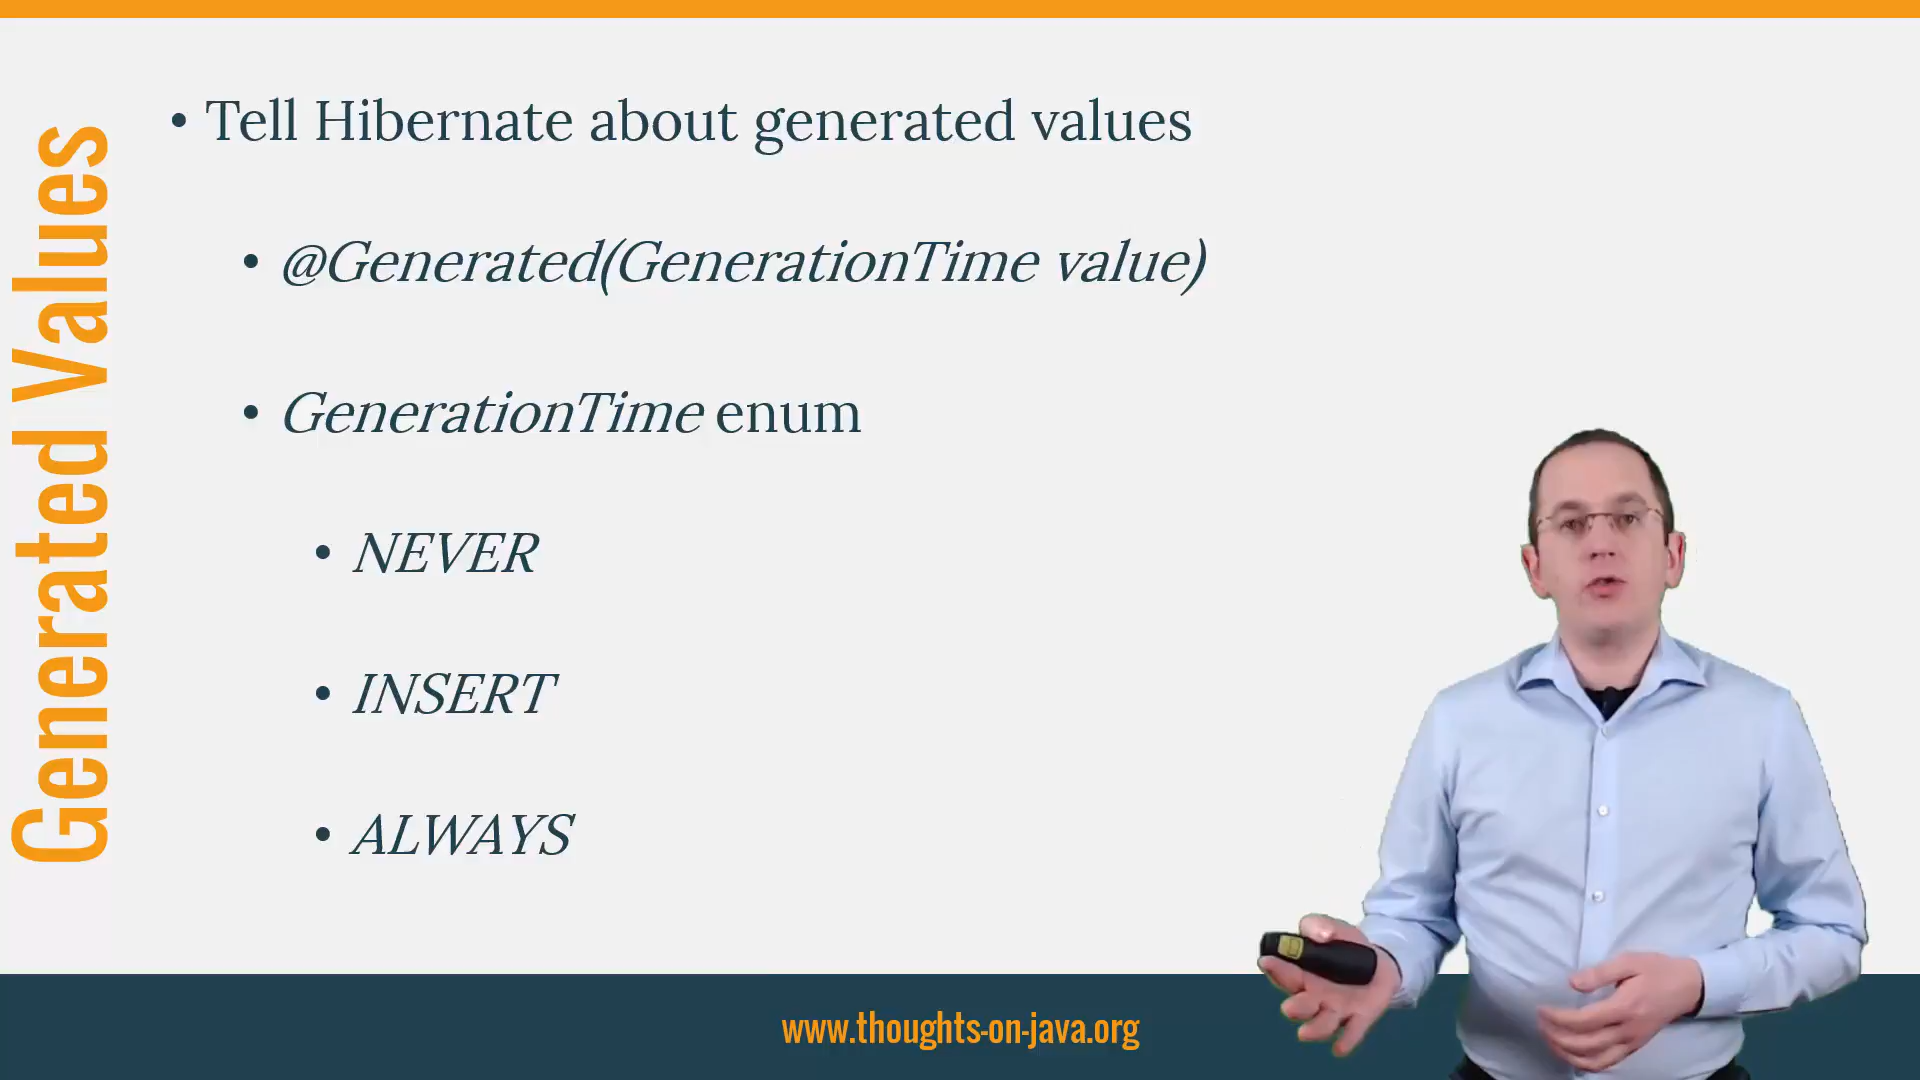 Generated Values
• Tell Hibernate about generated values
• @Generated(GenerationTime value)
• GenerationTime enum
• NEVER
• INSERT
• ALWAYS
www.thoughts-on-java.org